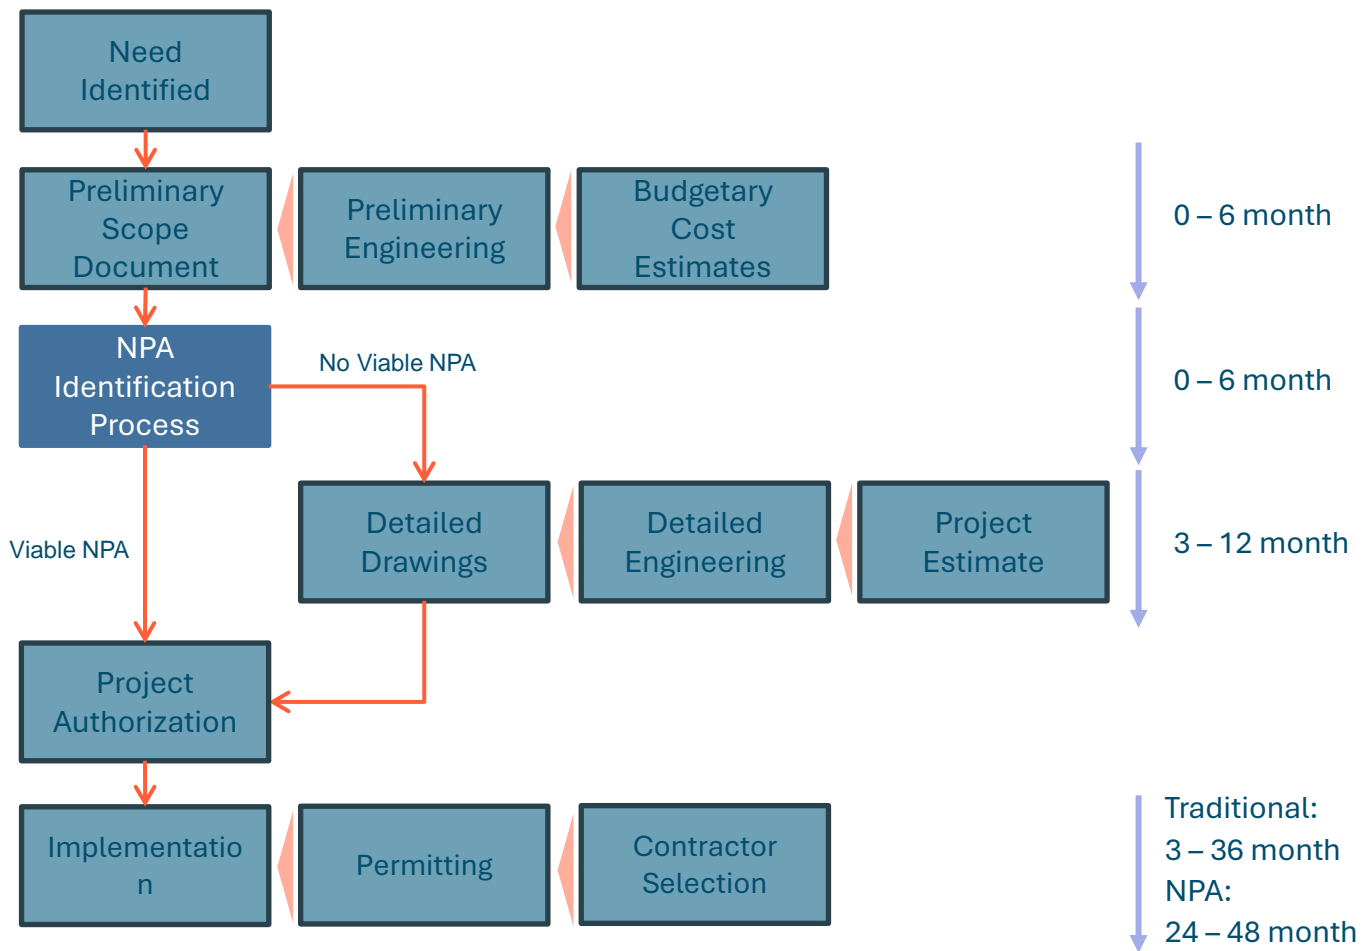 Need
Identified
Preliminary
Scope
Document
Preliminary
Engineering
Budgetary
Cost
Estimates
0 – 6 month
NPA
Identification
Process
No Viable NPA
0 – 6 month
Viable NPA
Detailed
Drawings
Detailed
Engineering
Project
Estimate
3 – 12 month
Project
Authorization
Implementatio
n
Permitting
Contractor
Selection
Traditional:
3 – 36 month
NPA:
24 – 48 month